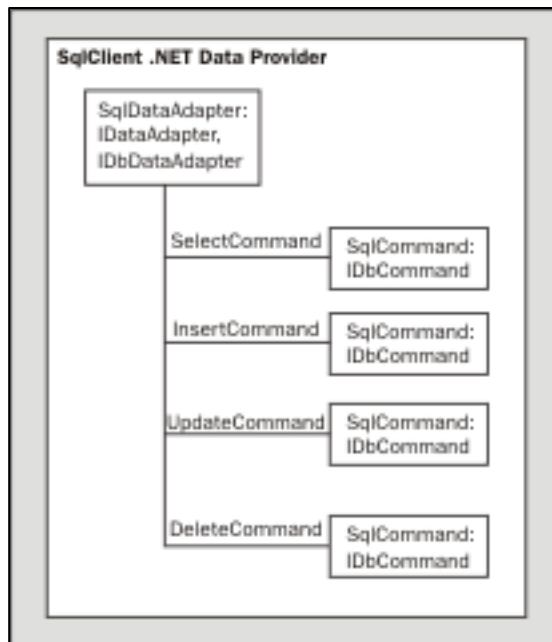 SqlClient .NET Data Provider
SqlDataAdapter:
IDataAdapter,
IDbDataAdapter
SelectCommand
SqlCommand:
IDbCommand
InsertCommand
SqlCommand:
IDbCommand
UpdateCommand
SqlCommand:
IDbCommand
DeleteCommand
SqlCommand:
IDbCommand